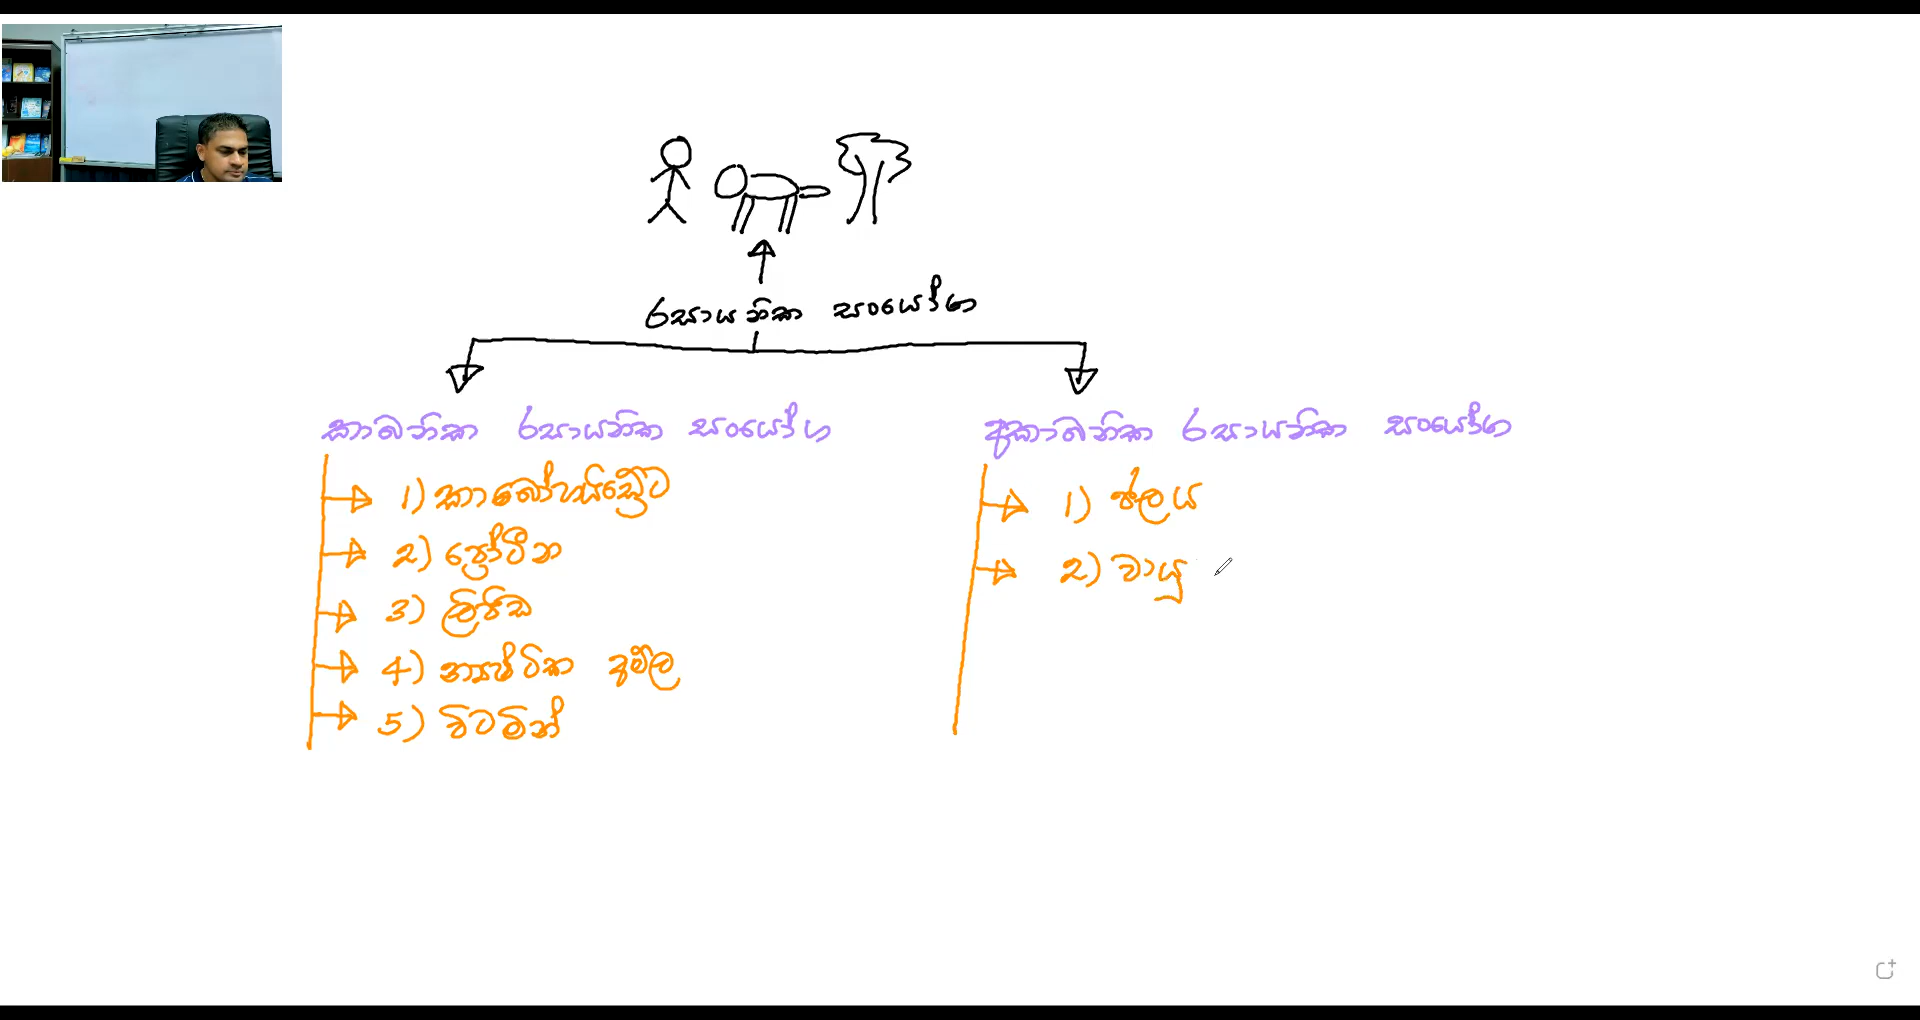 රසායනික සංයෝග
කාබනික රසායනික සංයෝග
1) කාබෝහයිඩ්‍රේට
2) ප්‍රෝටීන
3) ලිපිඩ
4) න්‍යෂ්ටික අම්ල
5) විටමින්
අකාබනික රසායනික සංයෝග
1) ජලය
2) වායු